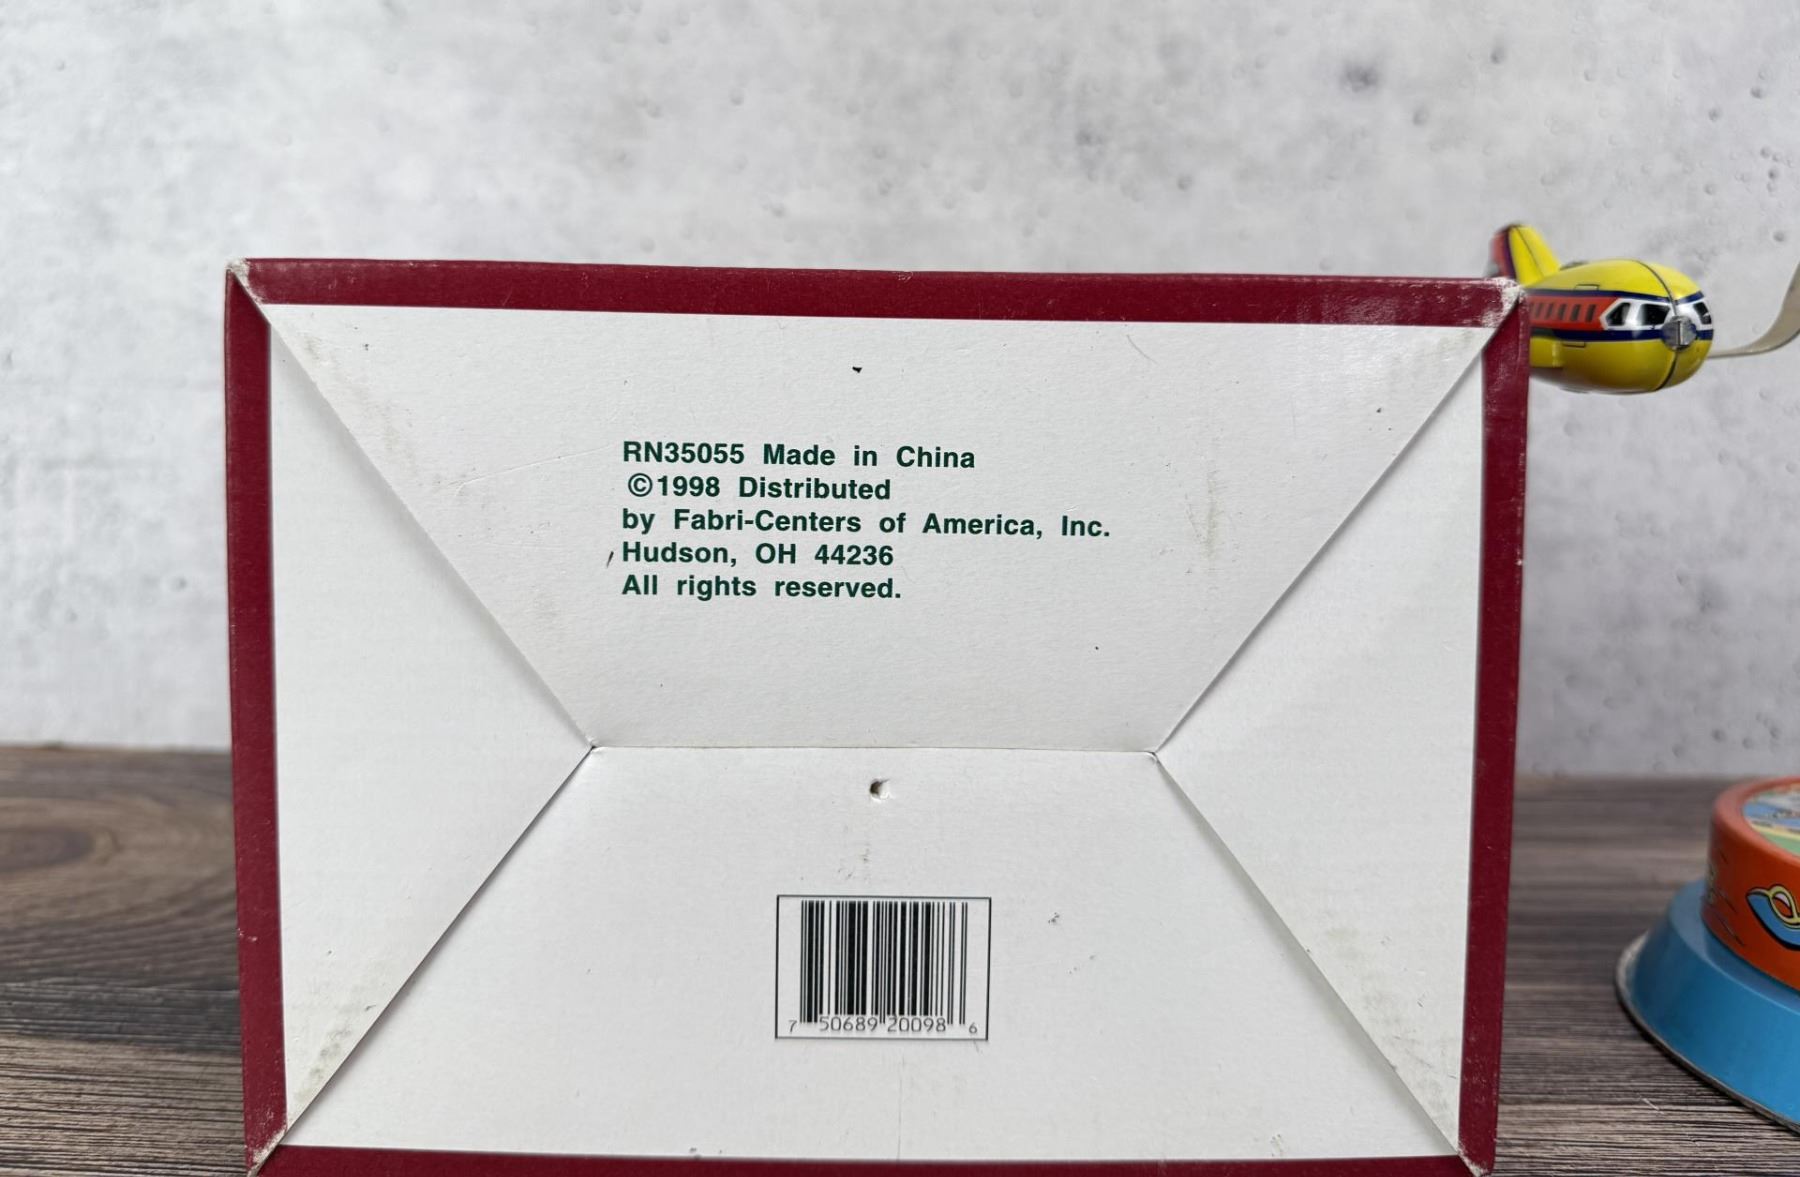 RN35055 Made in China
©1998 Distributed
by Fabri-Centers of America, Inc.
Hudson, OH 44236
All rights reserved.
7 50689 20098 6